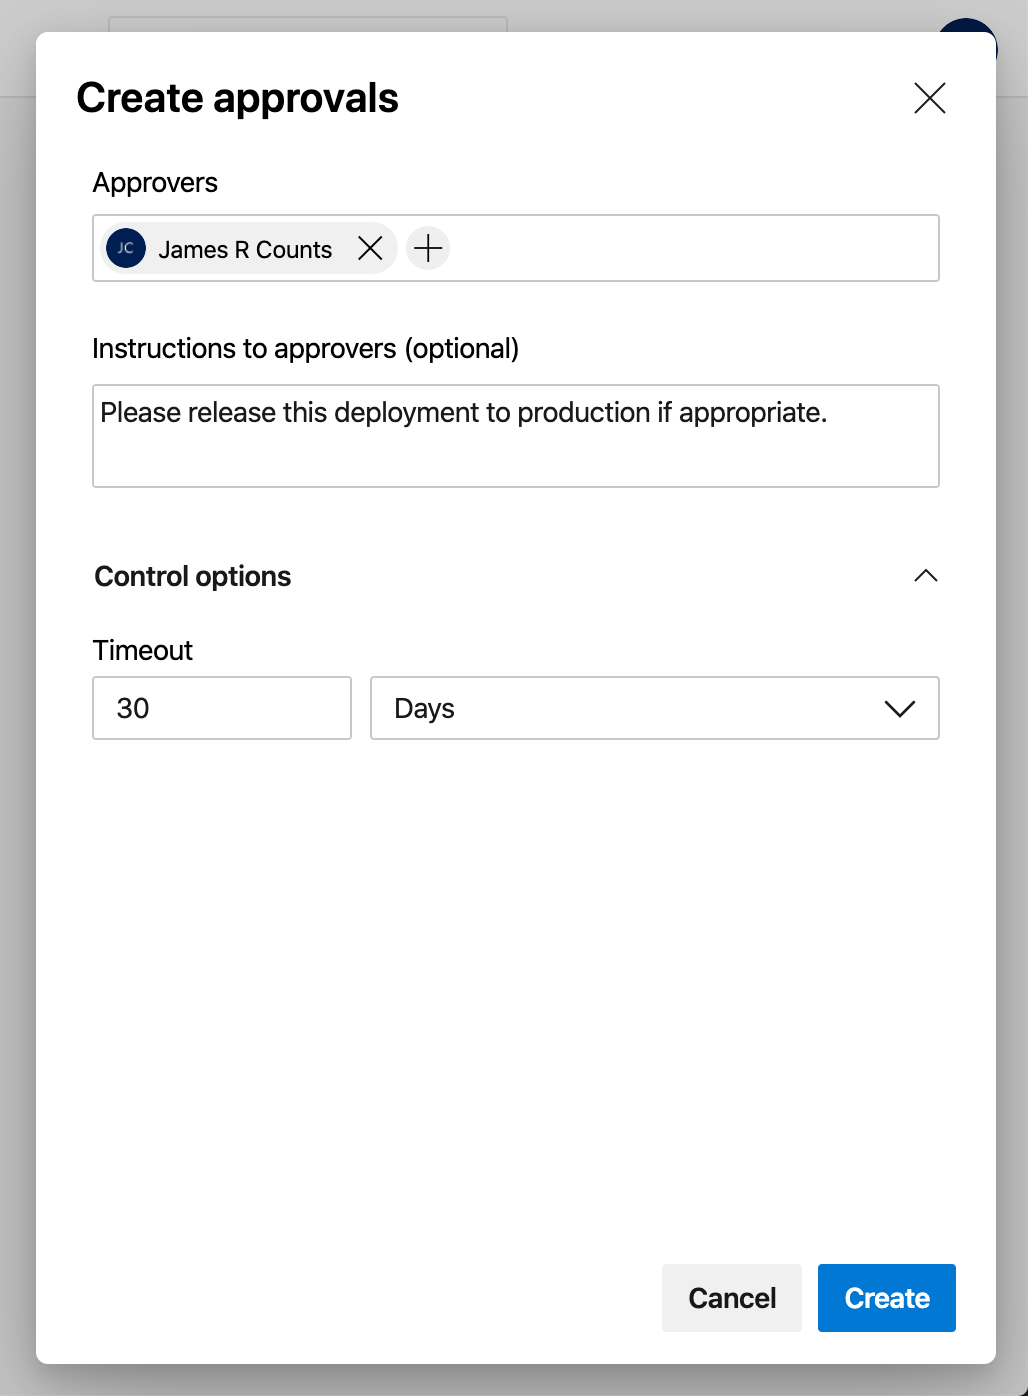 Create approvals
Approvers
JC James R Counts
Instructions to approvers (optional)
Please release this deployment to production if appropriate.
Control options
Timeout
30 Days
Cancel Create